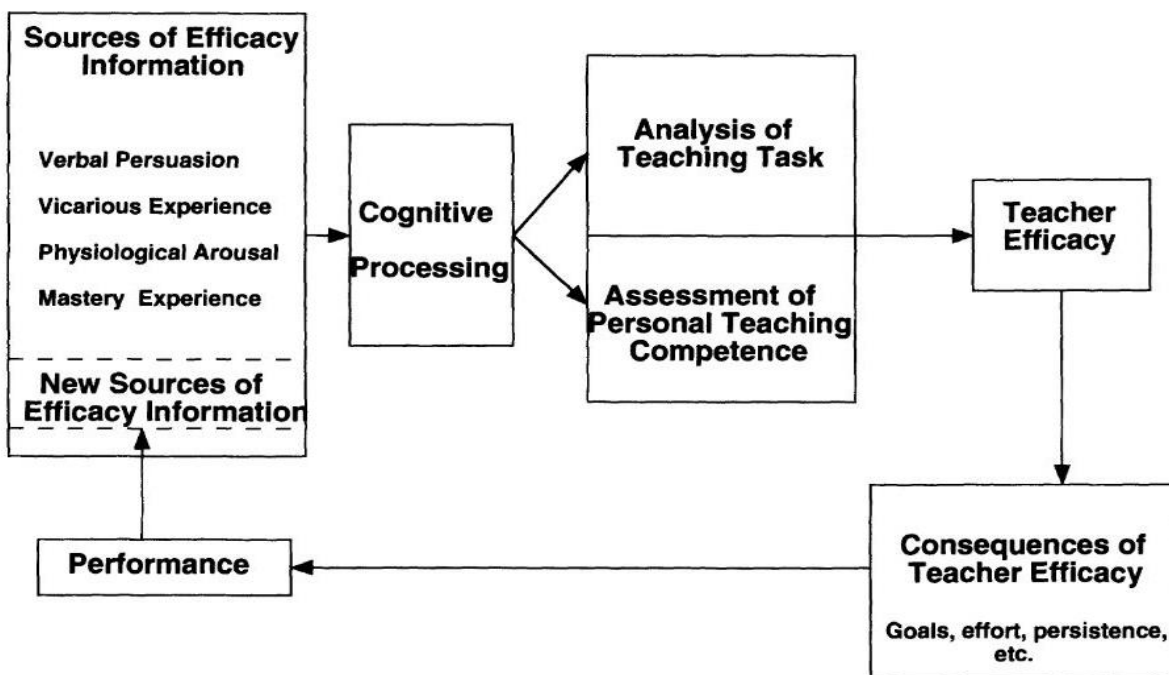 Sources of Efficacy
Information
Verbal Persuasion
Vicarious Experience
Physiological Arousal
Mastery Experience
New Sources of
Efficacy Information
Cognitive
Processing
Analysis of
Teaching Task
Assessment of
Personal Teaching
Competence
Teacher
Efficacy
Consequences of
Teacher Efficacy
Goals, effort, persistence,
etc.
Performance